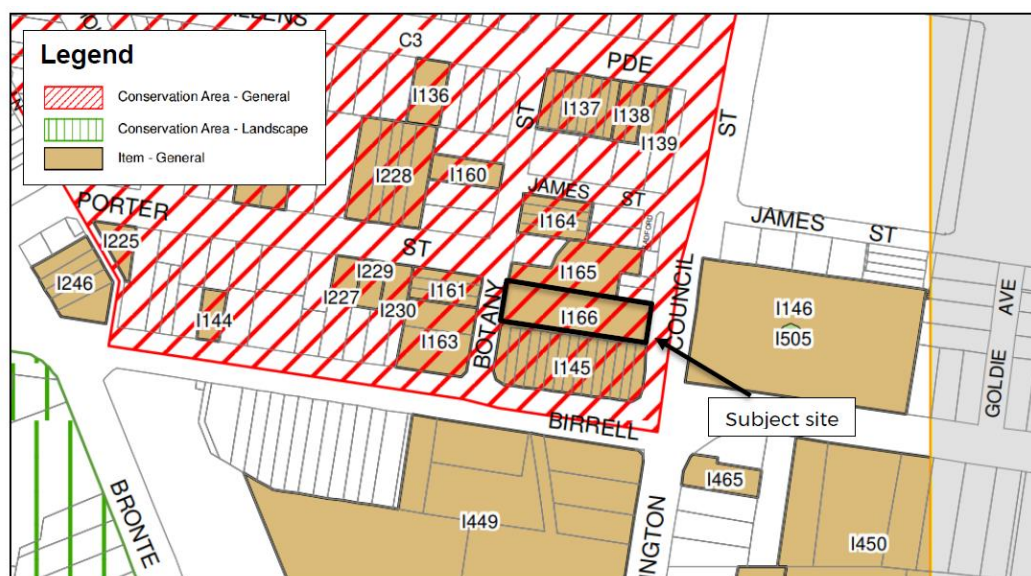 Legend
Conservation Area - General
Conservation Area - Landscape
Item - General
C3
PDE
I136
I137
I138
I139
ST
ST
I228
I160
JAMES
ST
I164
PORTER
ST
JAMES
ST
I225
I246
I229
I227
I161
I230
I144
I163
BOTANY
I165
I166
COUNCIL
I145
I146
I505
AVE
GOLDIE
Subject site
BIRRELL
BRONTE
I449
I465
INGTON
I450